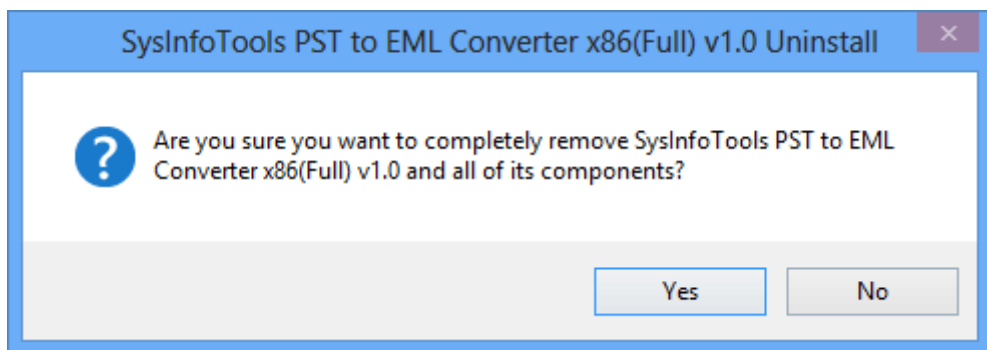 SysInfoTools PST to EML Converter x86(Full) v1.0 Uninstall
Are you sure you want to completely remove SysInfoTools PST to EML
Converter x86(Full) v1.0 and all of its components?
Yes No